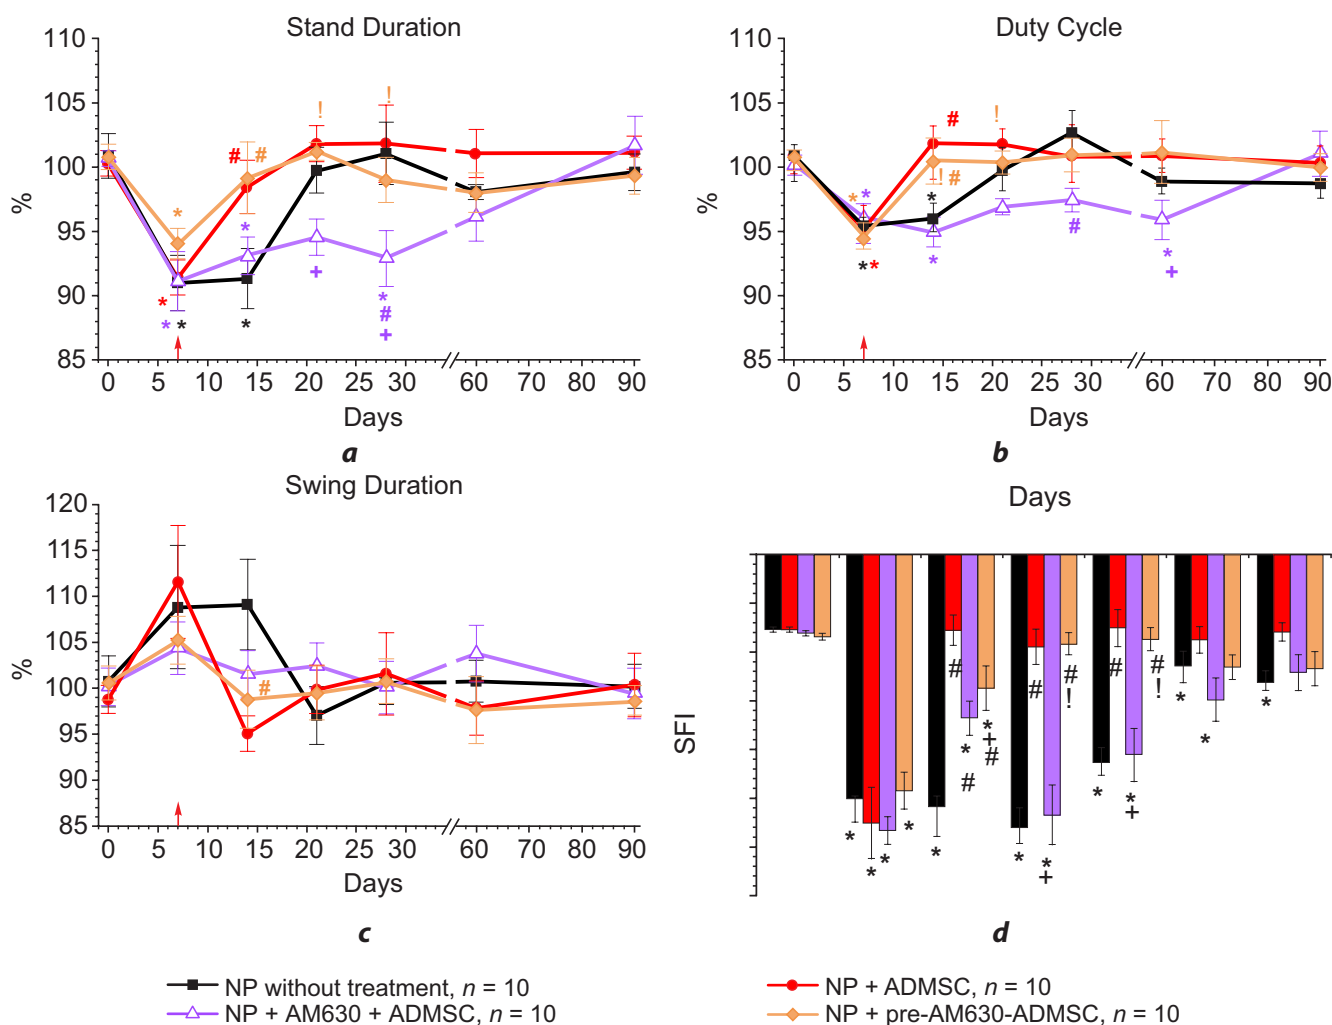 Stand Duration
110
105
100
95
90
85
%
! !
# #
*
*
*
* *
*
+
*
#
+
0 5 10 15 20 25 30 60 70 80 90
Days
a
Duty Cycle
110
105
100
95
90
85
%
# !
! #
* *
*
* *
*
#
*
+
0 5 10 15 20 25 30 60 70 80 90
Days
b
Swing Duration
120
115
110
105
100
95
90
85
%
#
0 5 10 15 20 25 30 60 70 80 90
Days
c
Days
SFI
* * * *
* # * # * + #
* # * + # !
* # * + # !
* *
*
d
NP without treatment, n = 10
NP + ADMSC, n = 10
NP + AM630 + ADMSC, n = 10
NP + pre-AM630-ADMSC, n = 10